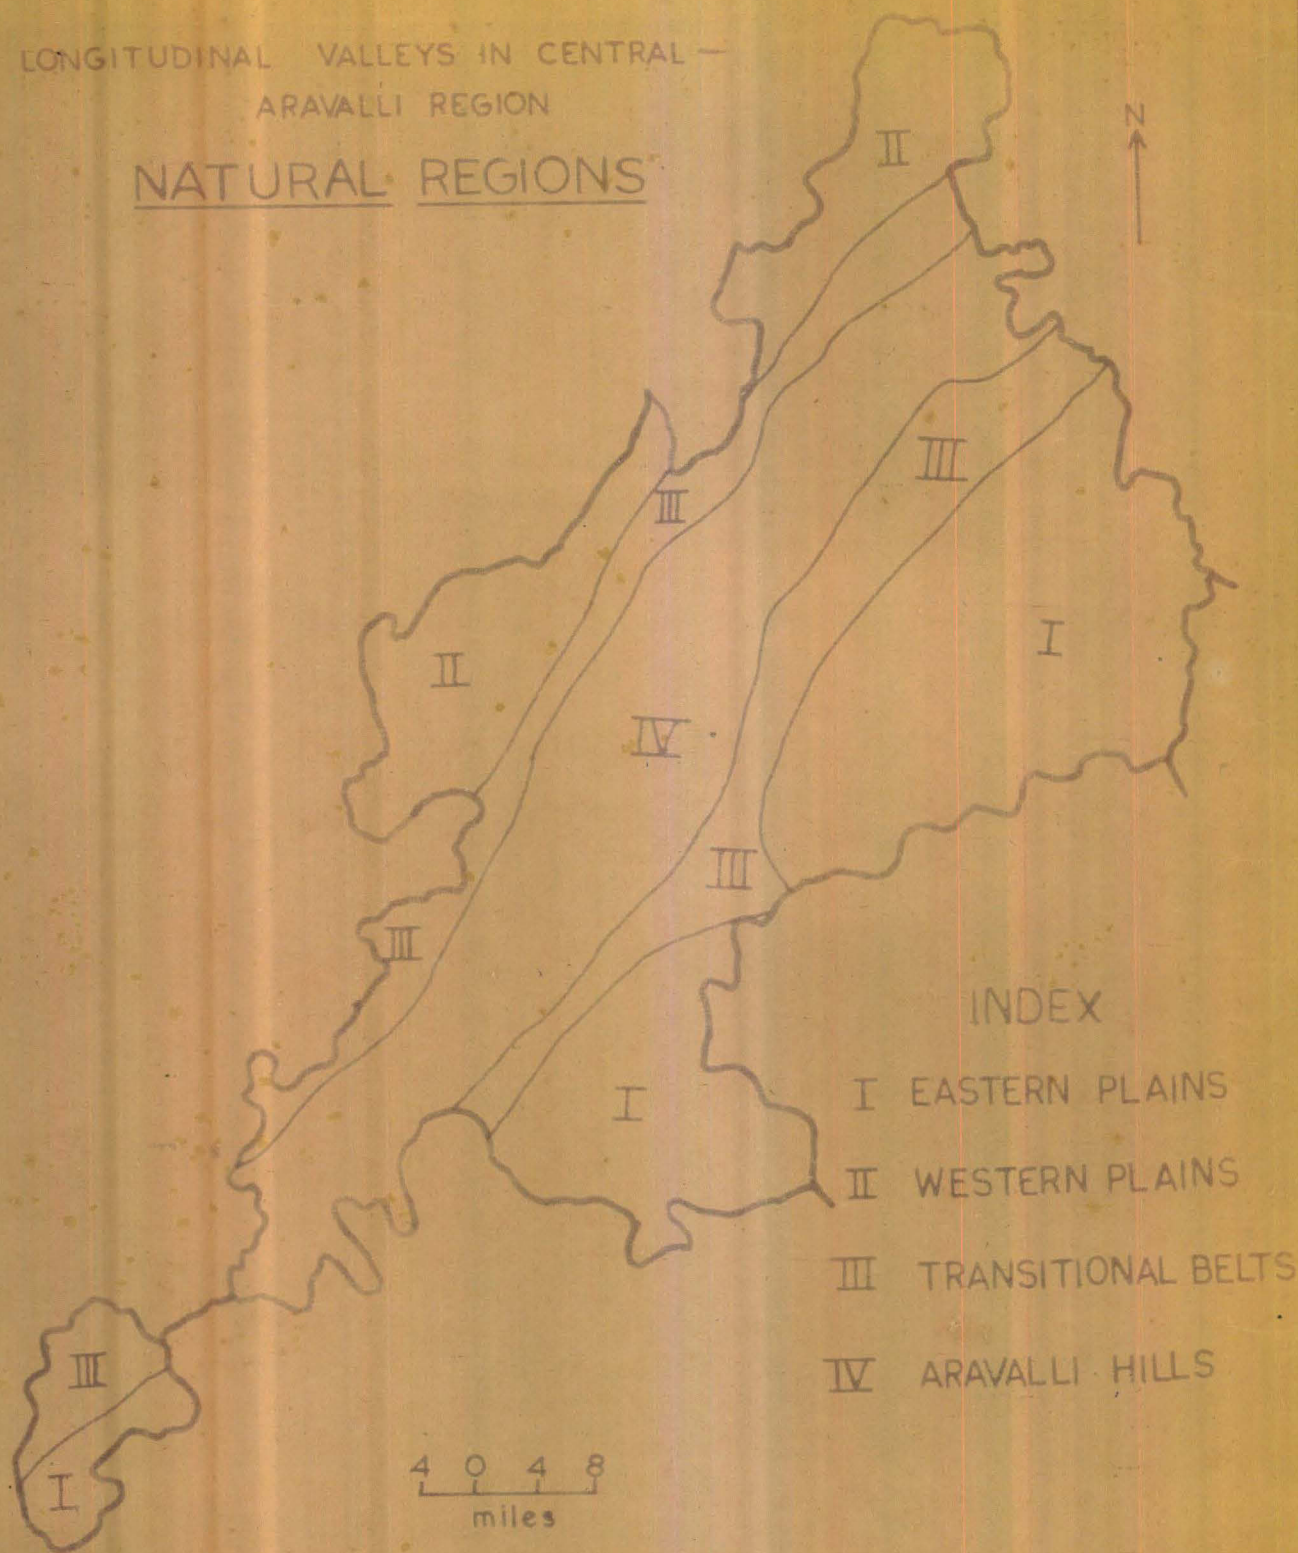 LONGITUDINAL VALLEYS IN CENTRAL —
ARAVALLI REGION
NATURAL REGIONS
N
II
III
III
I
II
IV
III
III
I
III
I
INDEX
I EASTERN PLAINS
II WESTERN PLAINS
III TRANSITIONAL BELTS
IV ARAVALLI HILLS
4 0 4 8
miles